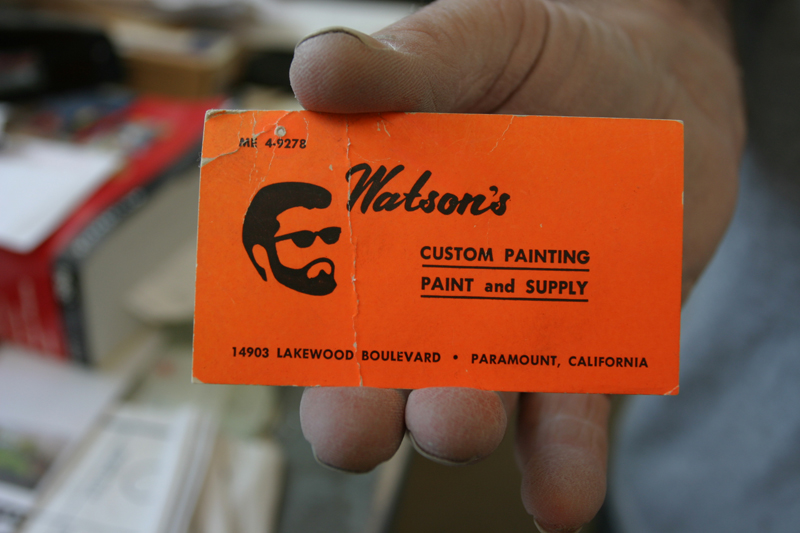 ME 4-9278
Watson's
CUSTOM PAINTING
PAINT and SUPPLY
14903 LAKEWOOD BOULEVARD • PARAMOUNT, CALIFORNIA